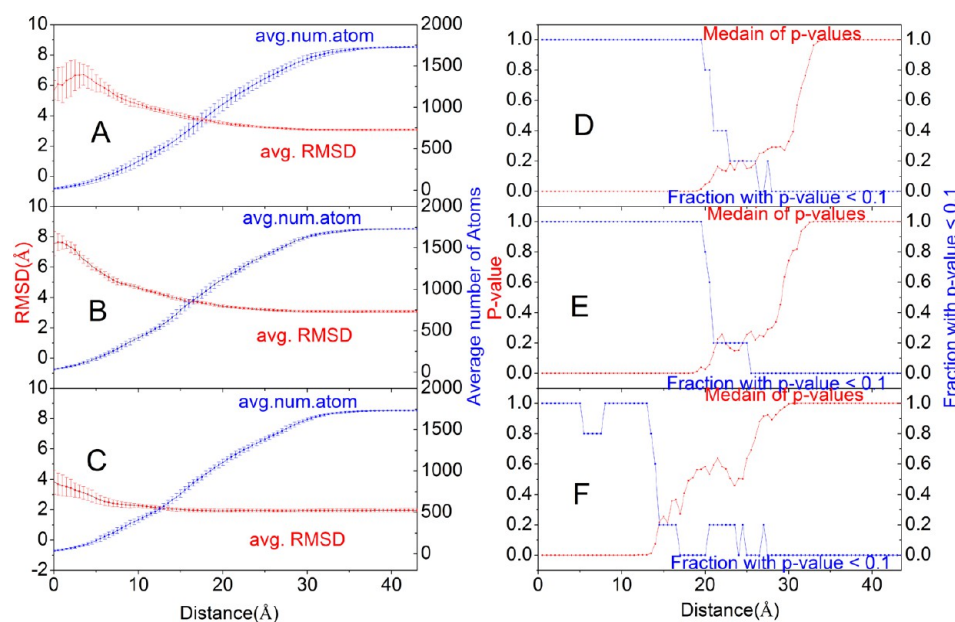 10
8
6
4
2
0
avg.num.atom
A
avg. RMSD
2000
1500
1000
500
0
10
8
6
4
2
0
avg.num.atom
B
avg. RMSD
2000
1500
1000
500
0
10
8
6
4
2
0
-2
avg.num.atom
C
avg. RMSD
2000
1500
1000
500
0
RMSD(Å)
Average number of Atoms
0 10 20 30 40
Distance(Å)
1.0
0.8
0.6
0.4
0.2
0.0
Medain of p-values
D
Fraction with p-value < 0.1
1.0
0.8
0.6
0.4
0.2
0.0
1.0
0.8
0.6
0.4
0.2
0.0
Medain of p-values
E
Fraction with p-value < 0.1
1.0
0.8
0.6
0.4
0.2
0.0
1.0
0.8
0.6
0.4
0.2
0.0
Medain of p-values
F
Fraction with p-value < 0.1
1.0
0.8
0.6
0.4
0.2
0.0
P-value
Fraction with p-value <0.1
0 10 20 30 40
Distance(Å)